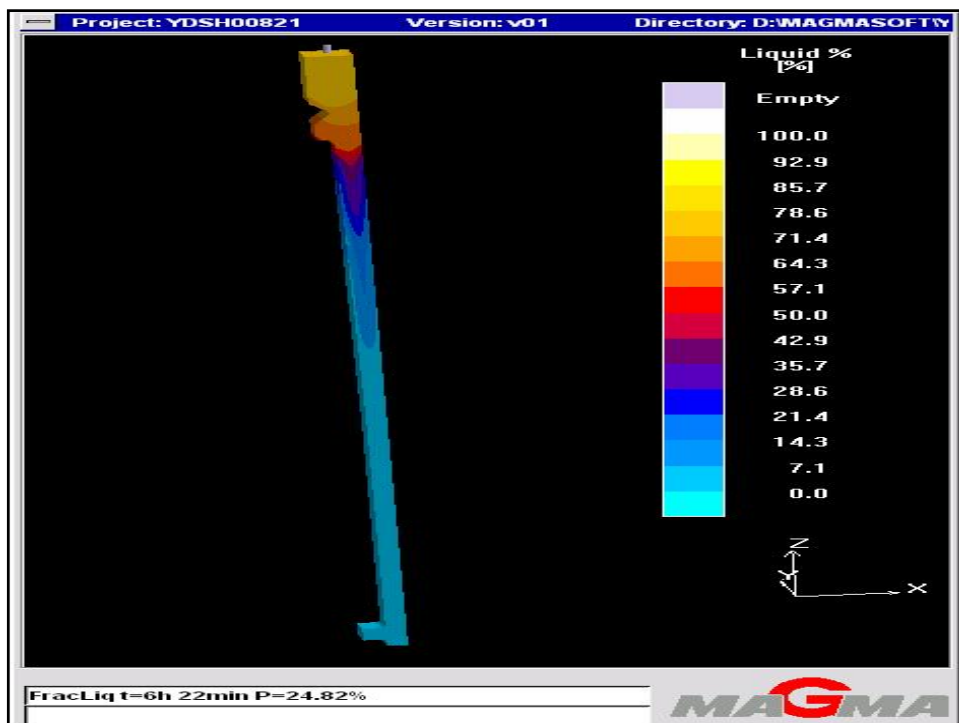 Project: YDSH00821 Version: v01 Directory: D:\MAGMASOFT\Y
Liquid %
[%]
Empty
100.0
92.9
85.7
78.6
71.4
64.3
57.1
50.0
42.9
35.7
28.6
21.4
14.3
7.1
0.0
Z
Y
X
FracLiq t=6h 22min P=24.82%
MAGMA